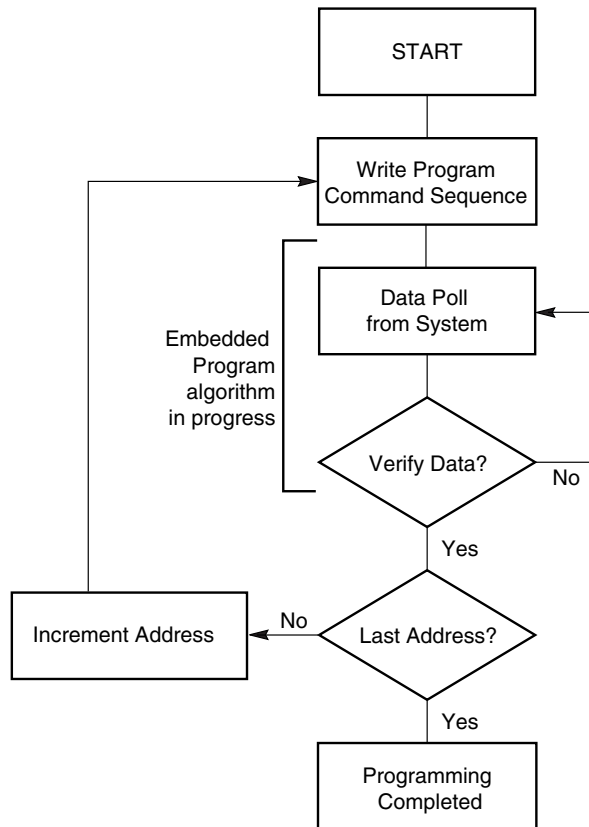 START
Write Program
Command Sequence
Data Poll
from System
Embedded
Program
algorithm
in progress
Verify Data?
No
Yes
Last Address?
No
Increment Address
Yes
Programming
Completed